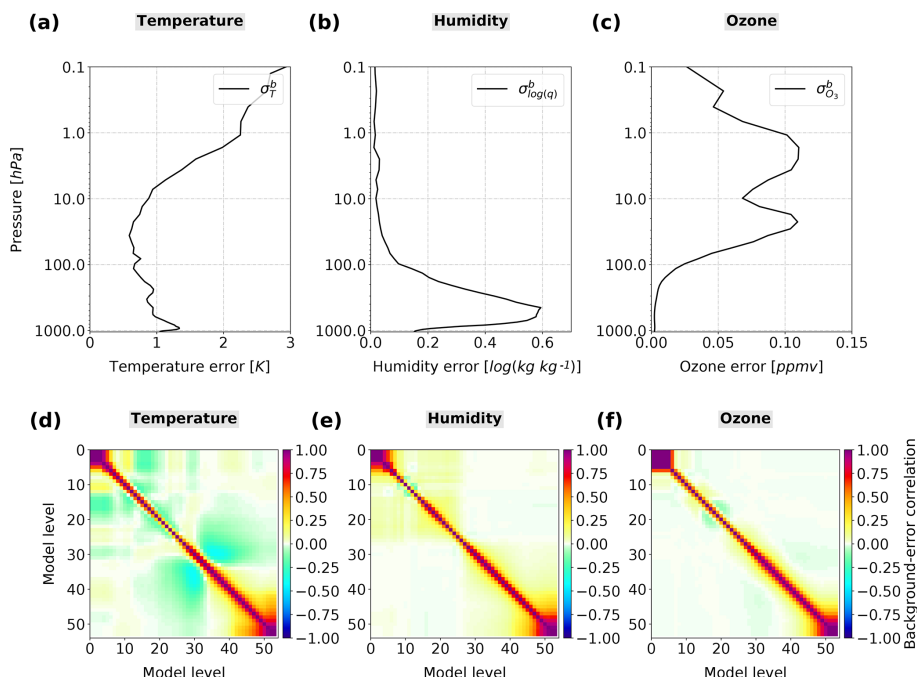 (a) Temperature (b) Humidity (c) Ozone
0.1 0.1 0.1
σ_T^b σ_log(q)^b σ_O₃^b
1.0 1.0 1.0
10.0 10.0 10.0
100.0 100.0 100.0
1000.0 1000.0 1000.0
Pressure [hPa]
0 1 2 3 0.0 0.2 0.4 0.6 0.00 0.05 0.10 0.15
Temperature error [K] Humidity error [log(kg kg⁻¹)] Ozone error [ppmv]
(d) Temperature (e) Humidity (f) Ozone
0 1.00 0 1.00 0 1.00
0.75 0.75 0.75
10 10 10
0.50 0.50 0.50
20 0.25 20 0.25 20 0.25
0.00 0.00 0.00
30 30 30
−0.25 −0.25 −0.25
40 −0.50 40 −0.50 40 −0.50
−0.75 −0.75 −0.75
50 50 50
−1.00 −1.00 −1.00
Model level
Background-error correlation
0 10 20 30 40 50 0 10 20 30 40 50 0 10 20 30 40 50
Model level Model level Model level